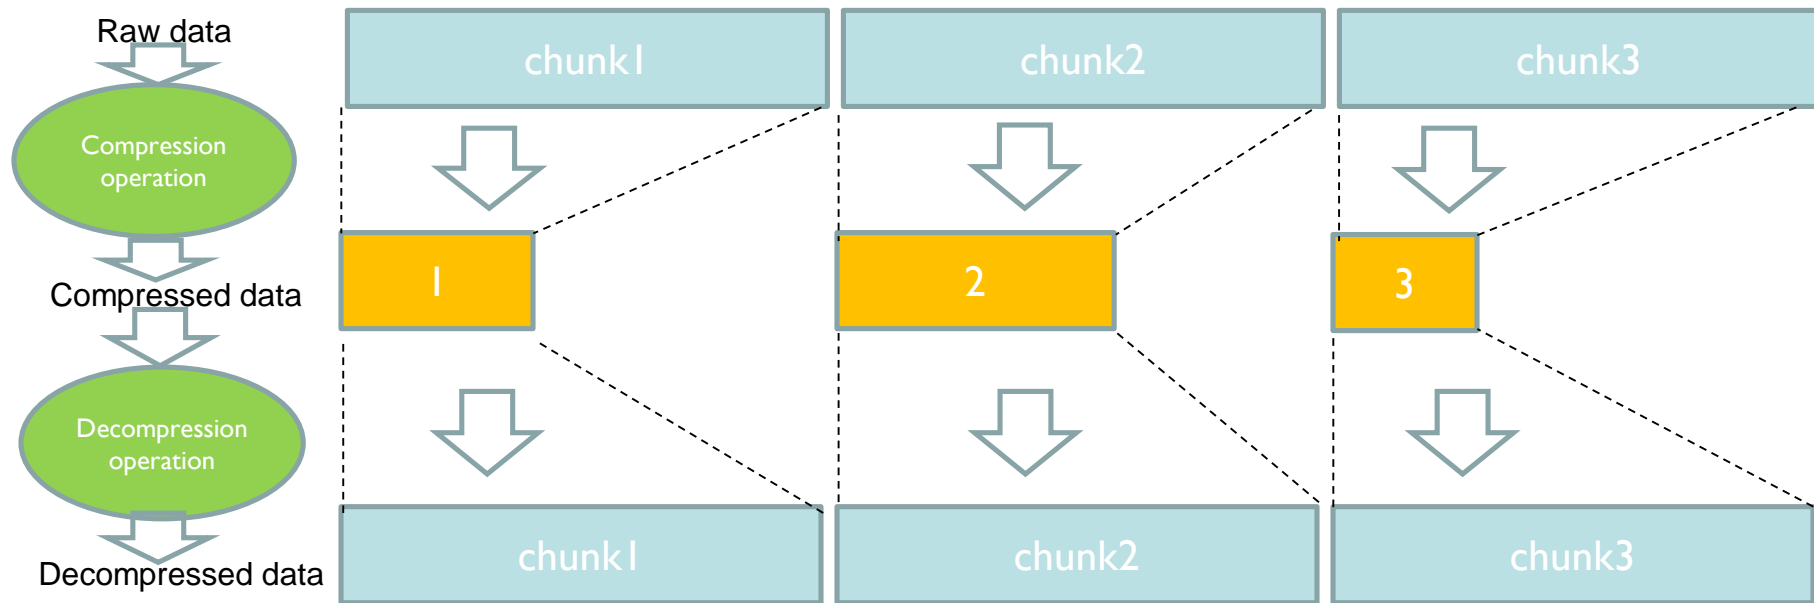 Raw data
Compression
operation
Compressed data
Decompression
operation
Decompressed data
chunk1
chunk2
chunk3
1
2
3
chunk1
chunk2
chunk3